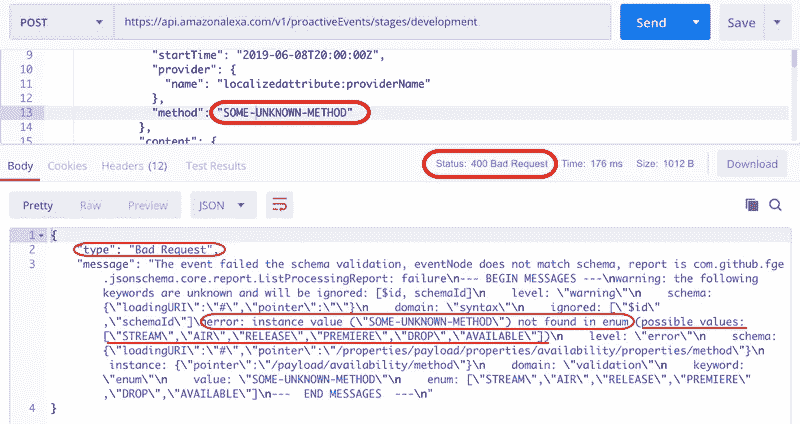 POST https://api.amazonalexa.com/v1/proactiveEvents/stages/development Send Save
9 "startTime": "2019-06-08T20:00:00Z",
10 "provider": {
11 "name": "localizedattribute:providerName"
12 },
13 "method": "SOME-UNKNOWN-METHOD"
14 },
15 "content": {
Body Cookies Headers (12) Test Results Status: 400 Bad Request Time: 176 ms Size: 1012 B Download
Pretty Raw Preview JSON
1 {
2 "type": "Bad Request",
3 "message": "The event failed the schema validation, eventNode does not match schema, report is com.github.fge
.jsonschema.core.report.ListProcessingReport: failure\n--- BEGIN MESSAGES ---\nwarning: the following
keywords are unknown and will be ignored: [$id, schemaId]\n level: \"warning\"\n schema:
{\"loadingURI\":\"#\",\"pointer\":\"\"}\n domain: \"syntax\"\n ignored: [\"$id\"
,\"schemaId\"]\nerror: instance value (\"SOME-UNKNOWN-METHOD\") not found in enum (possible values:
[\"STREAM\",\"AIR\",\"RELEASE\",\"PREMIERE\",\"DROP\",\"AVAILABLE\"])\n level: \"error\"\n schema:
{\"loadingURI\":\"#\",\"pointer\":\"/properties/payload/properties/availability/properties/method\"}\n
instance: {\"pointer\":\"/payload/availability/method\"}\n domain: \"validation\"\n keyword:
\"enum\"\n value: \"SOME-UNKNOWN-METHOD\"\n enum: [\"STREAM\",\"AIR\",\"RELEASE\",\"PREMIERE\"
,\"DROP\",\"AVAILABLE\"]\n--- END MESSAGES ---\n"
4 }